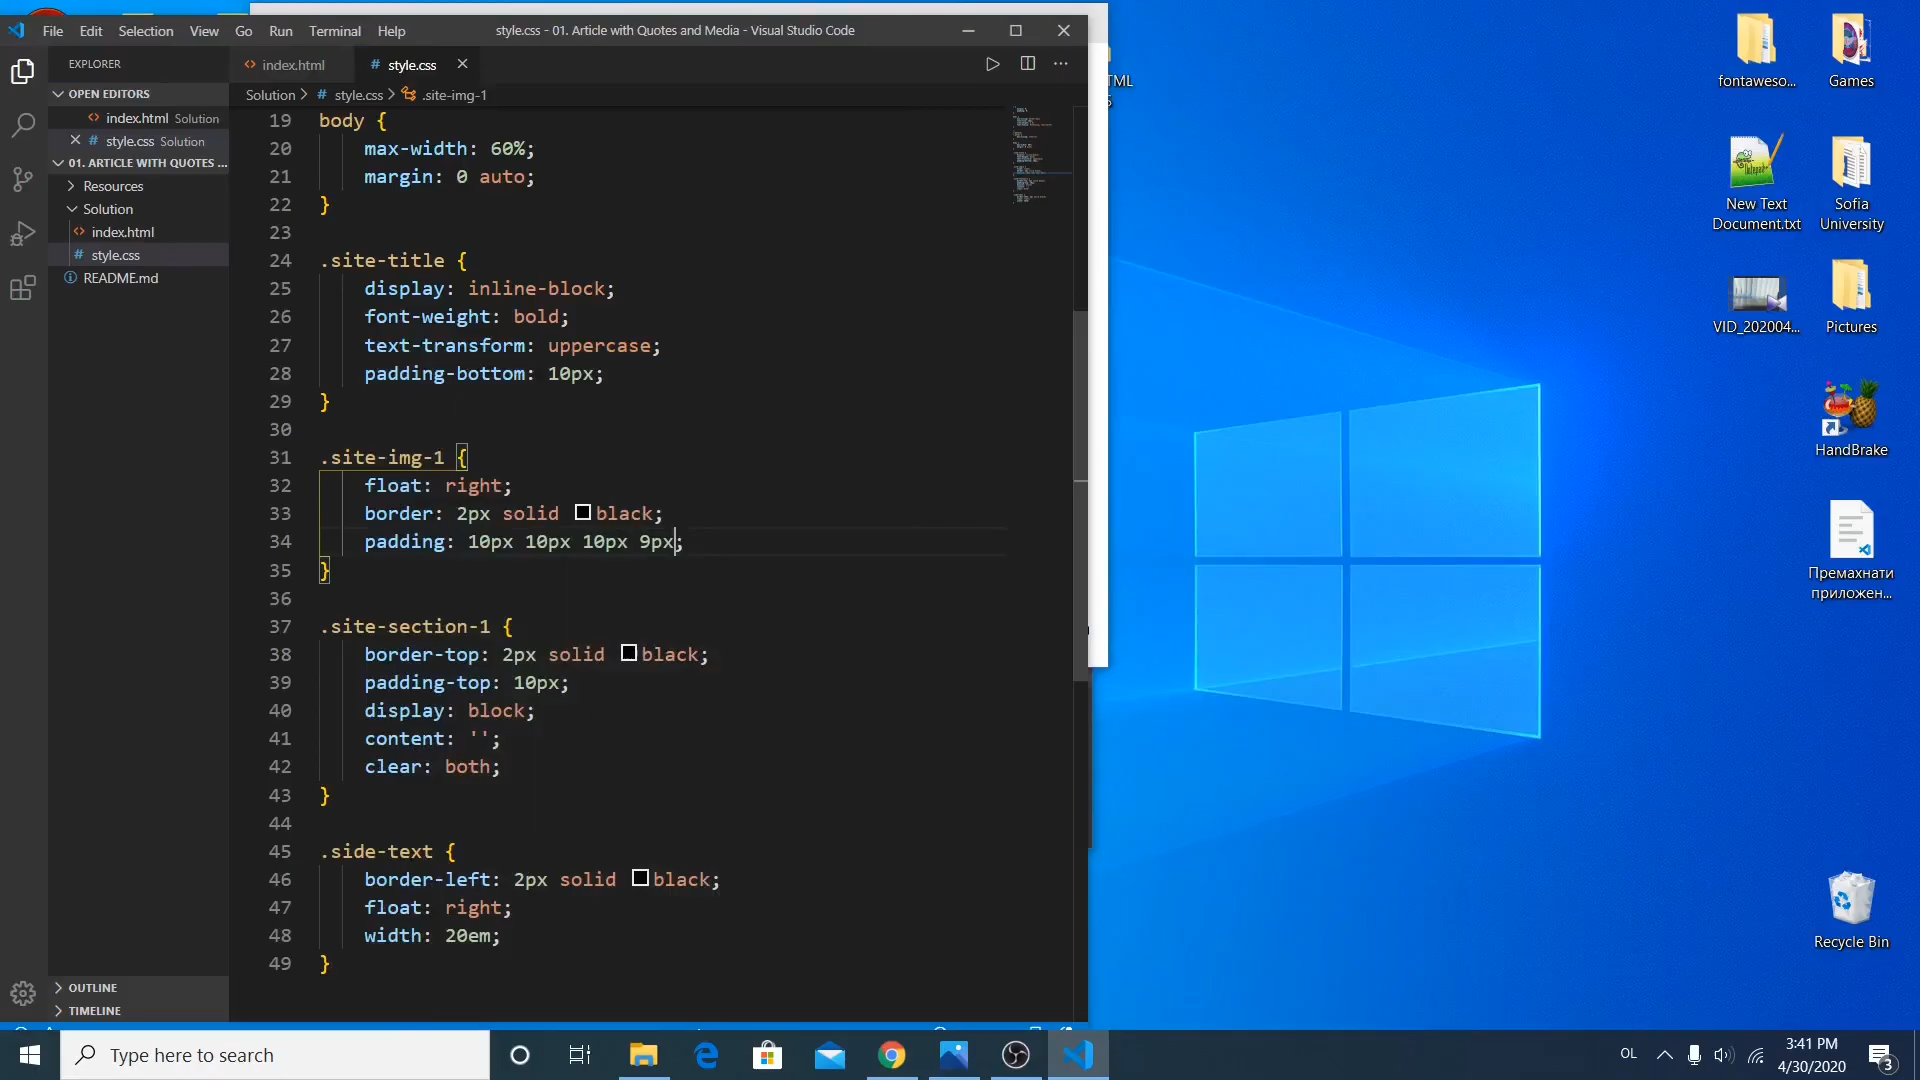 File Edit Selection View Go Run Terminal Help
style.css - 01. Article with Quotes and Media - Visual Studio Code
EXPLORER
OPEN EDITORS
index.html Solution
style.css Solution
01. ARTICLE WITH QUOTES ...
Resources
Solution
index.html
style.css
README.md
OUTLINE
TIMELINE
index.html
style.css
Solution > style.css > .site-img-1
19 body {
20 max-width: 60%;
21 margin: 0 auto;
22 }
23
24 .site-title {
25 display: inline-block;
26 font-weight: bold;
27 text-transform: uppercase;
28 padding-bottom: 10px;
29 }
30
31 .site-img-1 {
32 float: right;
33 border: 2px solid black;
34 padding: 10px 10px 10px 9px;
35 }
36
37 .site-section-1 {
38 border-top: 2px solid black;
39 padding-top: 10px;
40 display: block;
41 content: '';
42 clear: both;
43 }
44
45 .side-text {
46 border-left: 2px solid black;
47 float: right;
48 width: 20em;
49 }
fontaweso...
Games
New Text
Document.txt
Sofia
University
VID_202004...
Pictures
HandBrake
Премахнати
приложен...
Recycle Bin
Type here to search
OL
3:41 PM
4/30/2020
3